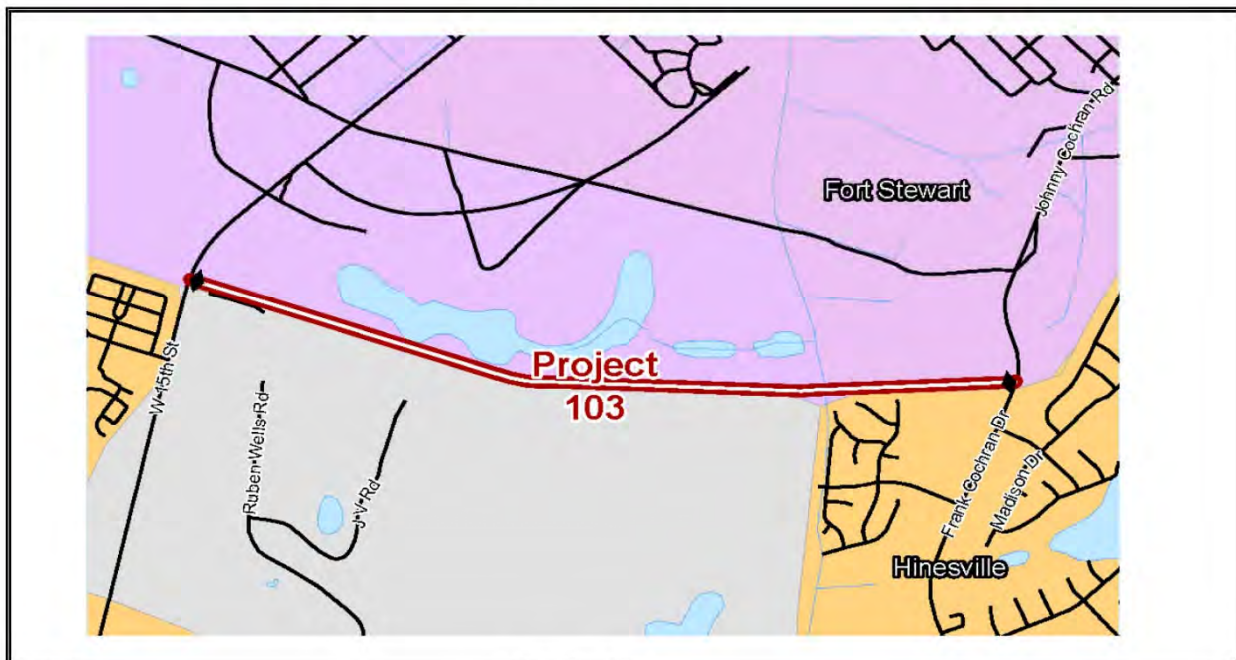 Johnny Cochran Rd
Fort Stewart
Project
103
W 15th St
Ruben Wells Rd
J V Rd
Frank Cochran Dr
Madison Dr
Hinesville